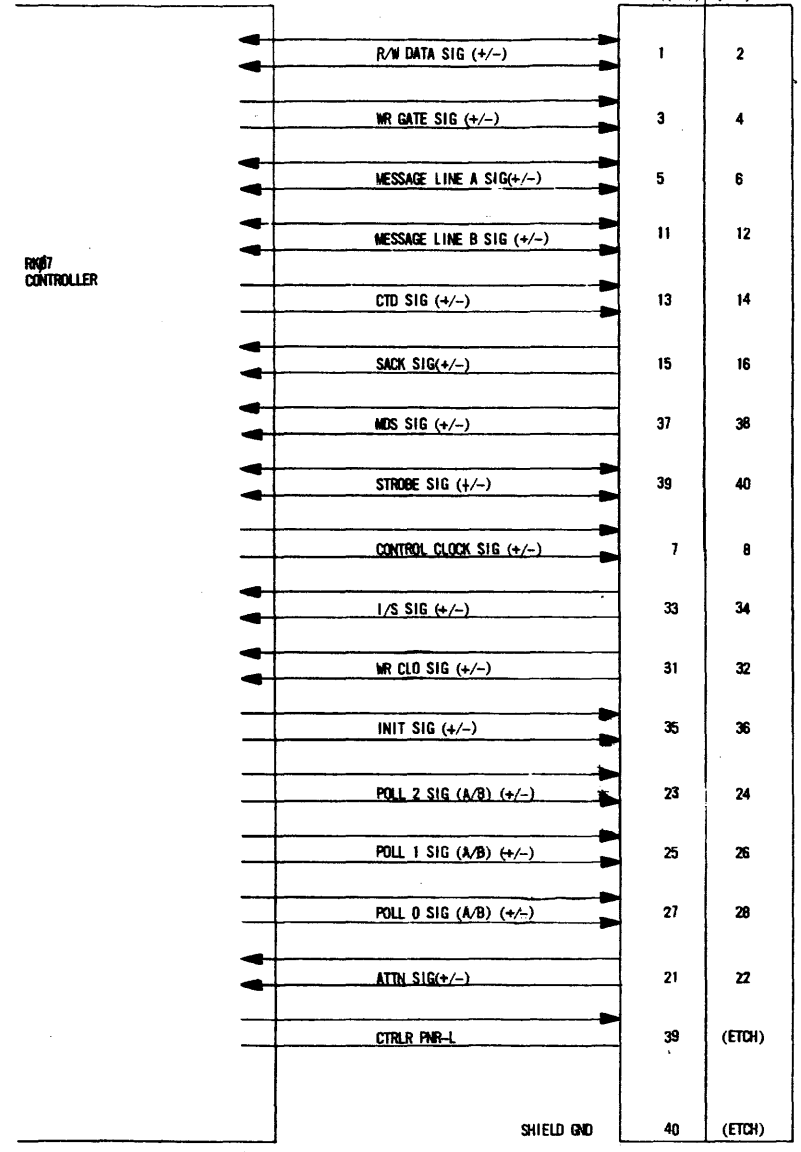 R/W DATA SIG (+/–) 1 2
WR GATE SIG (+/–) 3 4
MESSAGE LINE A SIG(+/–) 5 6
MESSAGE LINE B SIG (+/–) 11 12
RK07
CONTROLLER
CTD SIG (+/–) 13 14
SACK SIG(+/–) 15 16
MDS SIG (+/–) 37 38
STROBE SIG (+/–) 39 40
CONTROL CLOCK SIG (+/–) 7 8
I/S SIG (+/–) 33 34
WR CLO SIG (+/–) 31 32
INIT SIG (+/–) 35 36
POLL 2 SIG (A/B) (+/–) 23 24
POLL 1 SIG (A/B) (+/–) 25 26
POLL 0 SIG (A/B) (+/–) 27 28
ATTN SIG(+/–) 21 22
CTRLR PNR–L 39 (ETCH)
SHIELD GND 40 (ETCH)